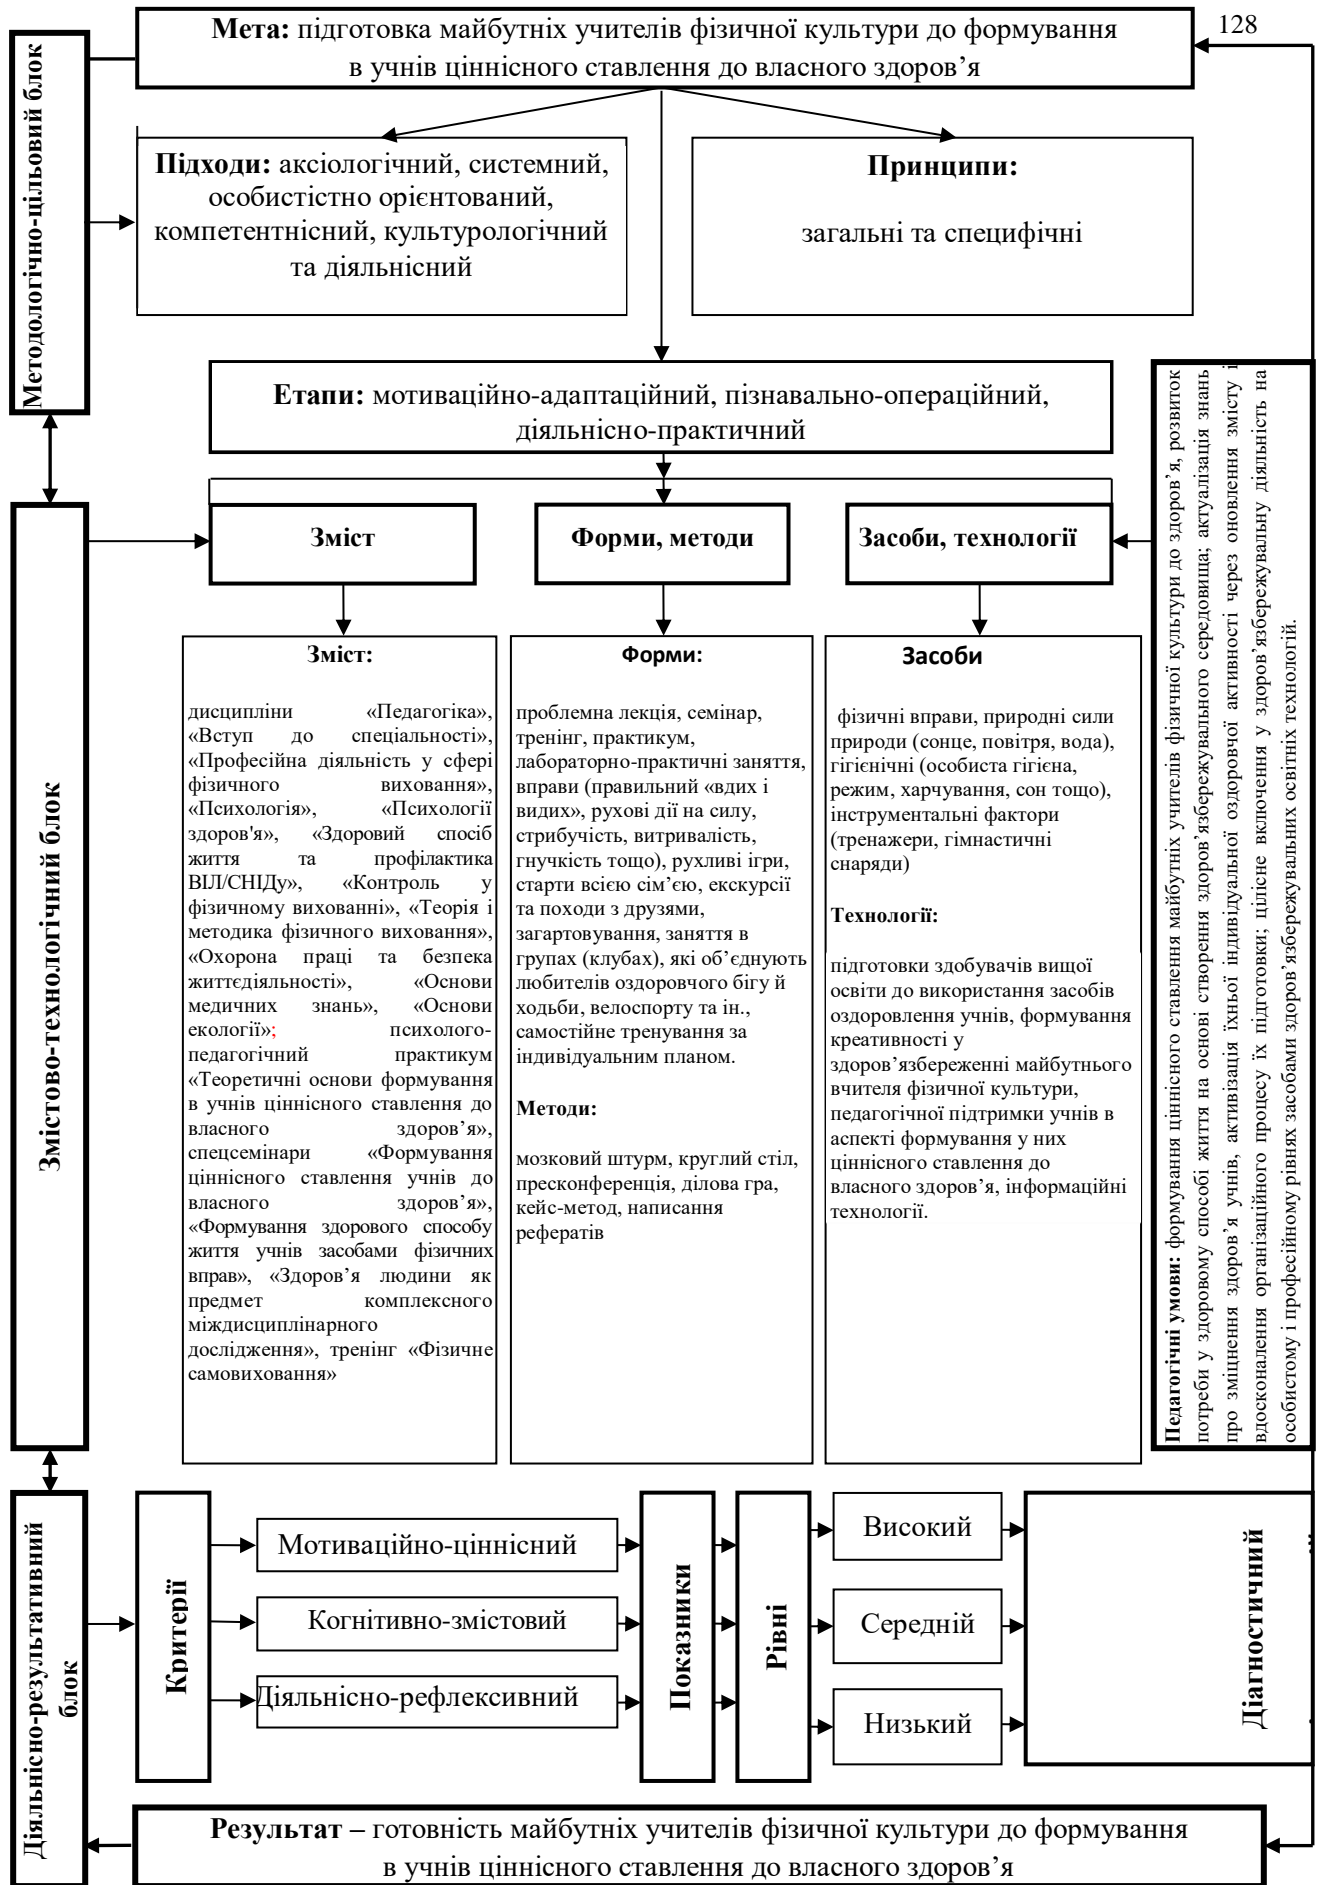 128
Мета: підготовка майбутніх учителів фізичної культури до формування
в учнів ціннісного ставлення до власного здоров’я
Методологічно-цільовий блок
Підходи: аксіологічний, системний,
особистістно орієнтований,
компетентнісний, культурологічний
та діяльнісний
Принципи:
загальні та специфічні
Етапи: мотиваційно-адаптаційний, пізнавально-операційний,
діяльнісно-практичний
Змістово-технологічний блок
Зміст
Форми, методи
Засоби, технології
Зміст:
дисципліни «Педагогіка»,
«Вступ до спеціальності»,
«Професійна діяльність у сфері
фізичного виховання»,
«Психологія», «Психології
здоров'я», «Здоровий спосіб
життя та профілактика
ВІЛ/СНІДу», «Контроль у
фізичному вихованні», «Теорія і
методика фізичного виховання»,
«Охорона праці та безпека
життєдіяльності», «Основи
медичних знань», «Основи
екології»; психолого-
педагогічний практикум
«Теоретичні основи формування
в учнів ціннісного ставлення до
власного здоров’я»,
спецсемінари «Формування
ціннісного ставлення учнів до
власного здоров’я»,
«Формування здорового способу
життя учнів засобами фізичних
вправ», «Здоров’я людини як
предмет комплексного
міждисциплінарного
дослідження», тренінг «Фізичне
самовиховання»
Форми:
проблемна лекція, семінар,
тренінг, практикум,
лабораторно-практичні заняття,
вправи (правильний «вдих і
видих», рухові дії на силу,
стрибучість, витривалість,
гнучкість тощо), рухливі ігри,
старти всією сім’єю, екскурсії
та походи з друзями,
загартовування, заняття в
групах (клубах), які об’єднують
любителів оздоровчого бігу й
ходьби, велоспорту та ін.,
самостійне тренування за
індивідуальним планом.
Методи:
мозковий штурм, круглий стіл,
пресконференція, ділова гра,
кейс-метод, написання
рефератів
Засоби
фізичні вправи, природні сили
природи (сонце, повітря, вода),
гігієнічні (особиста гігієна,
режим, харчування, сон тощо),
інструментальні фактори
(тренажери, гімнастичні
снаряди)
Технології:
підготовки здобувачів вищої
освіти до використання засобів
оздоровлення учнів, формування
креативності у
здоров’язбереженні майбутнього
вчителя фізичної культури,
педагогічної підтримки учнів в
аспекті формування у них
ціннісного ставлення до
власного здоров’я, інформаційні
технології.
Педагогічні умови: формування ціннісного ставлення майбутніх учителів фізичної культури до здоров’я, розвиток
потреби у здоровому способі життя на основі створення здоров’язбережувального середовища; актуалізація знань
про зміцнення здоров’я учнів, активізація їхньої індивідуальної оздоровчої активності через оновлення змісту і
вдосконалення організаційного процесу їх підготовки; цілісне включення у здоров’язбережувальну діяльність на
особистому і професійному рівнях засобами здоров’язбережувальних освітніх технологій.
Діяльнісно-результативний
блок
Критерії
Мотиваційно-ціннісний
Когнітивно-змістовий
Діяльнісно-рефлексивний
Показники
Рівні
Високий
Середній
Низький
Діагностичний
Результат – готовність майбутніх учителів фізичної культури до формування
в учнів ціннісного ставлення до власного здоров’я